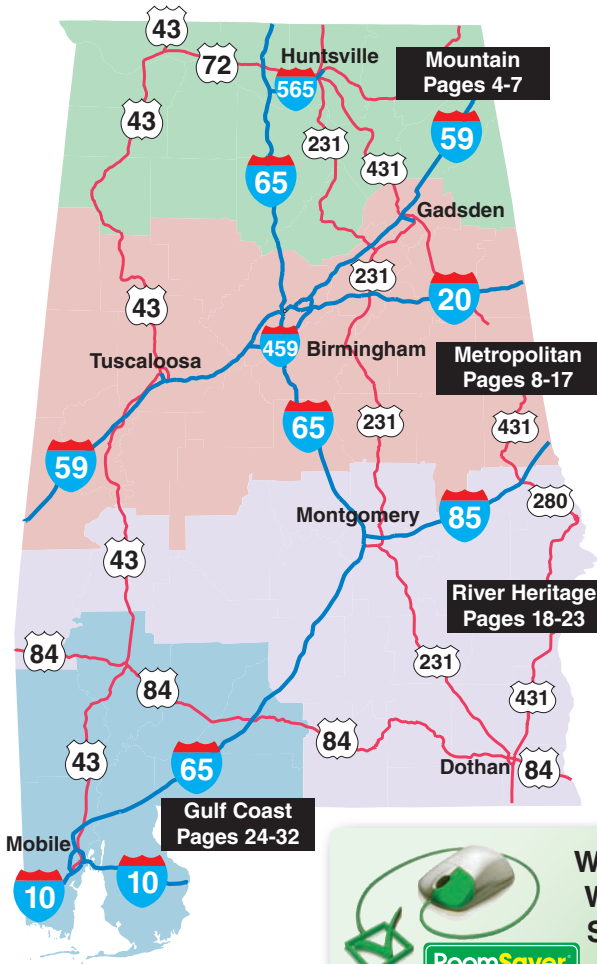 43
72
Huntsville
565
Mountain
Pages 4-7
43
231
59
431
65
Gadsden
231
20
43
459
Birmingham
Tuscaloosa
Metropolitan
Pages 8-17
65
231
431
59
280
Montgomery
85
43
River Heritage
Pages 18-23
84
231
84
431
84
43
65
Dothan
84
Gulf Coast
Pages 24-32
Mobile
10
10
RoomSaver